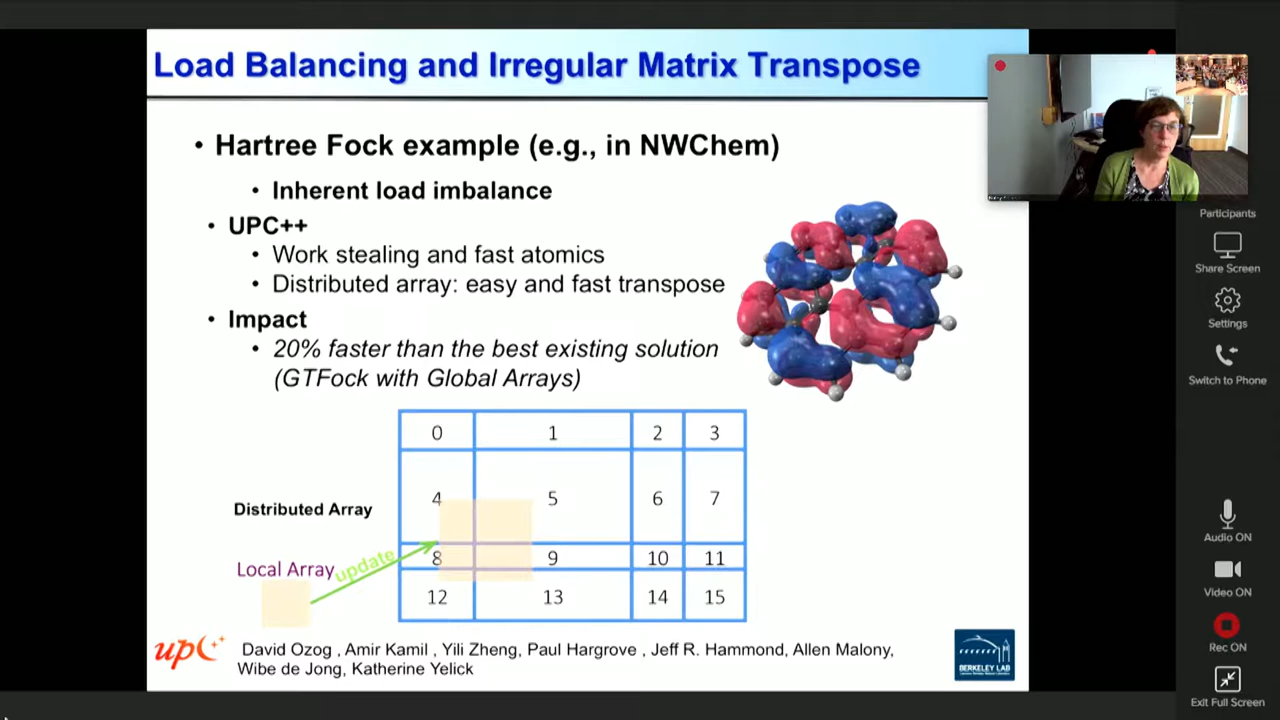 Load Balancing and Irregular Matrix Transpose
• Hartree Fock example (e.g., in NWChem)
• Inherent load imbalance
• UPC++
• Work stealing and fast atomics
• Distributed array: easy and fast transpose
• Impact
• 20% faster than the best existing solution
(GTFock with Global Arrays)
0 1 2 3
4 5 6 7
Distributed Array
8 9 10 11
Local Array
update
12 13 14 15
upc
David Ozog , Amir Kamil , Yili Zheng, Paul Hargrove , Jeff R. Hammond, Allen Malony,
Wibe de Jong, Katherine Yelick
BERKELEY LAB
Participants
Share Screen
Settings
Switch to Phone
Audio ON
Video ON
Rec ON
Exit Full Screen